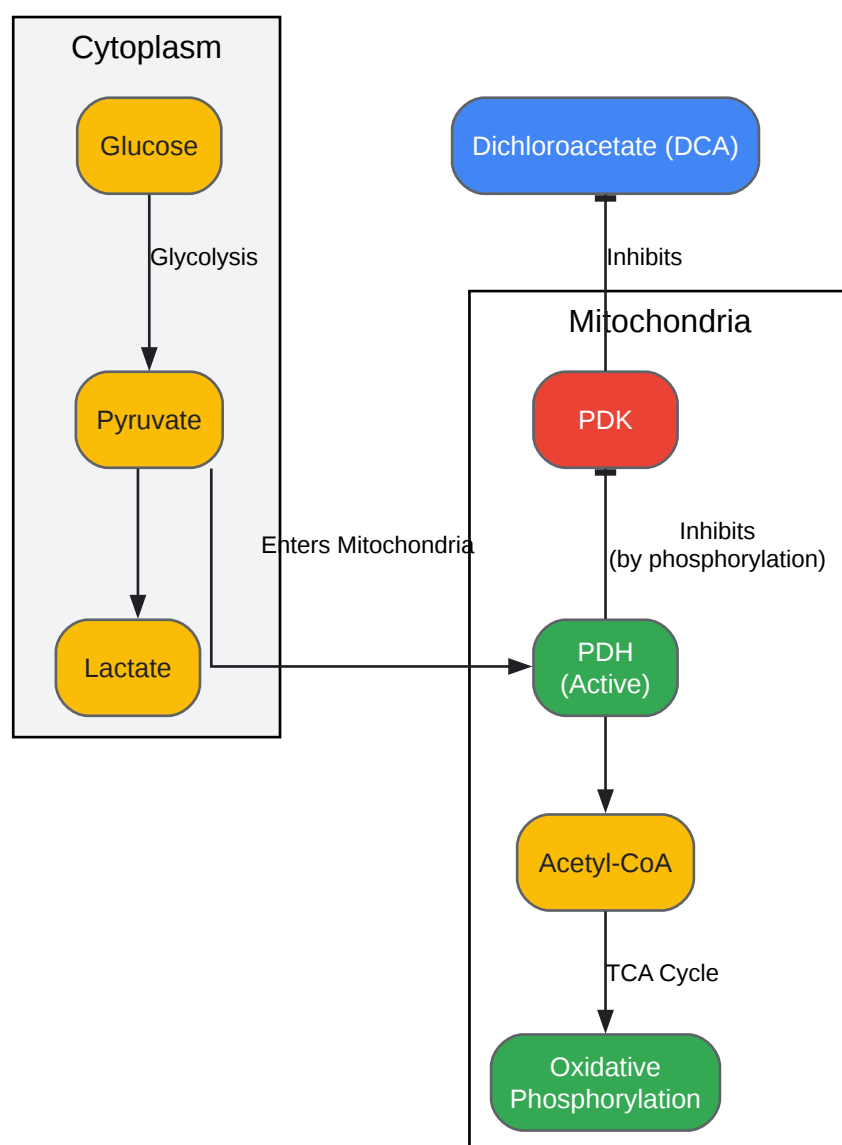 Cytoplasm
Glucose
Glycolysis
Pyruvate
Enters Mitochondria
Lactate
Dichloroacetate (DCA)
Inhibits
Mitochondria
PDK
Inhibits
(by phosphorylation)
PDH
(Active)
Acetyl-CoA
TCA Cycle
Oxidative
Phosphorylation